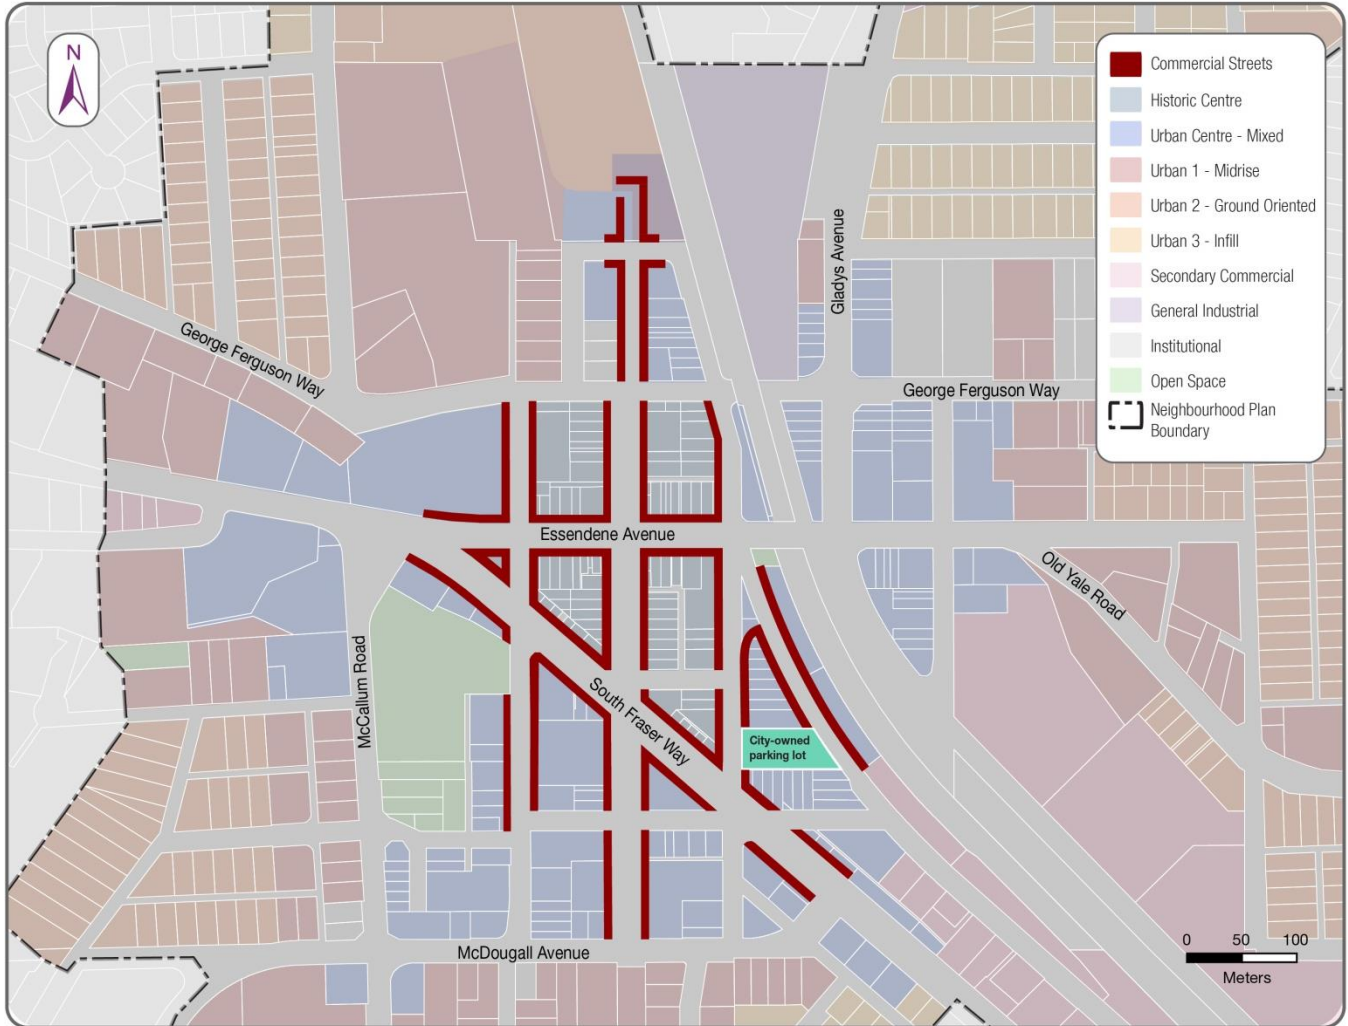 N
Commercial Streets
Historic Centre
Urban Centre - Mixed
Urban 1 - Midrise
Urban 2 - Ground Oriented
Urban 3 - Infill
Secondary Commercial
General Industrial
Institutional
Open Space
Neighbourhood Plan
Boundary
Gladys Avenue
George Ferguson Way
George Ferguson Way
Essendene Avenue
Old Yale Road
McCallum Road
South Fraser Way
City-owned
parking lot
McDougall Avenue
0 50 100
Meters